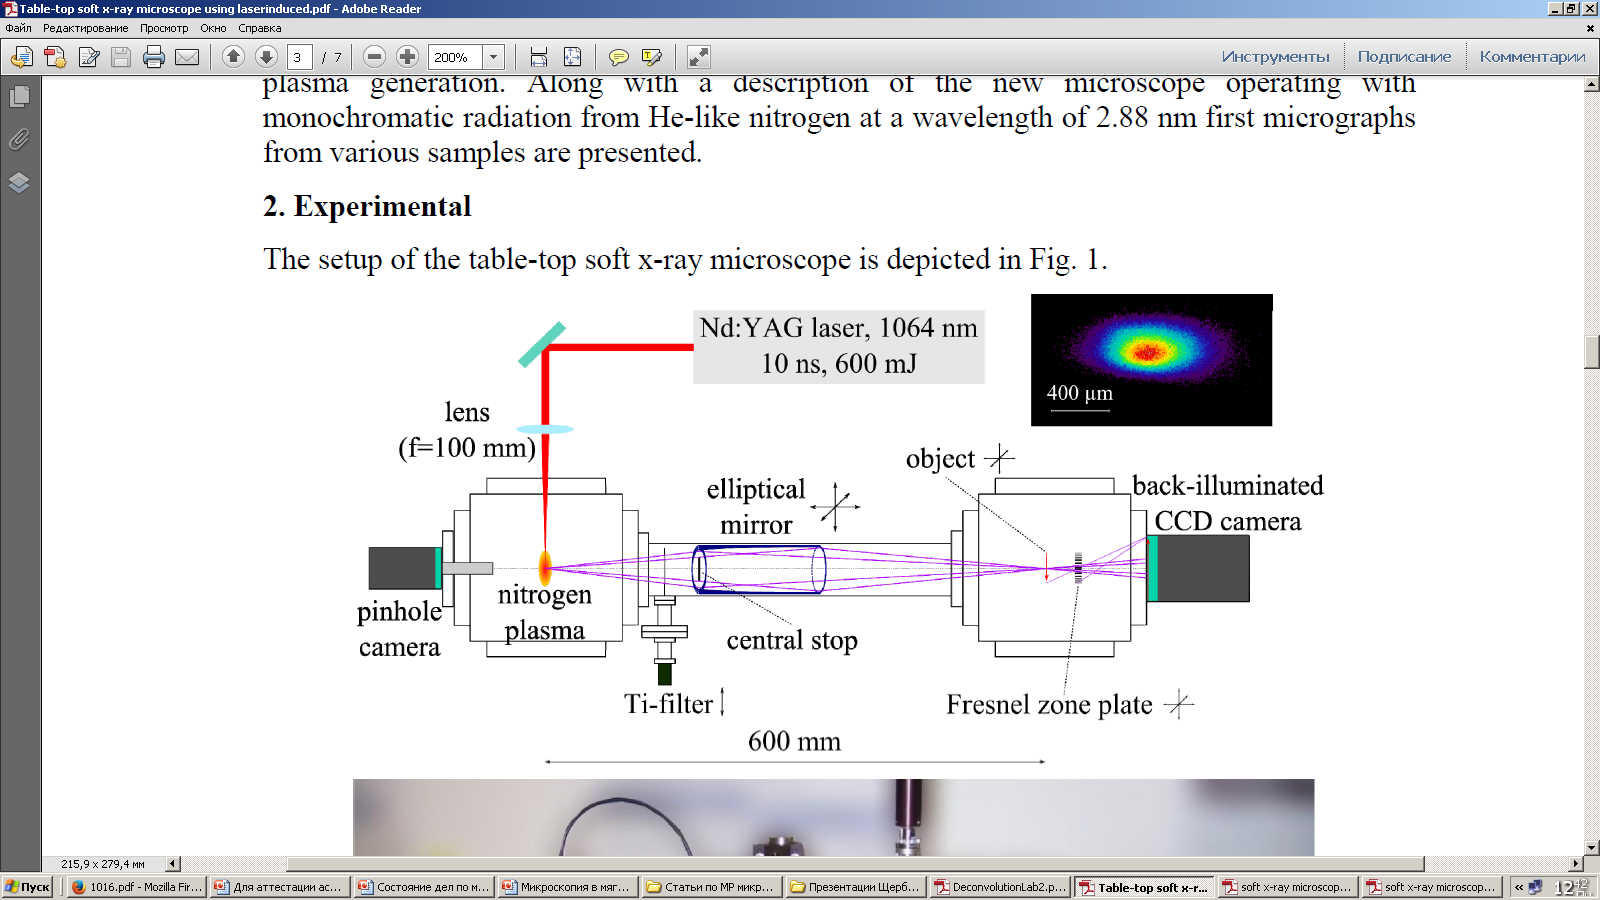 Table-top soft x-ray microscope using laserinduced.pdf - Adobe Reader
Файл Редактирование Просмотр Окно Справка
3 / 7 200% Инструменты Подписание Комментарии
plasma generation. Along with a description of the new microscope operating with
monochromatic radiation from He-like nitrogen at a wavelength of 2.88 nm first micrographs
from various samples are presented.
2. Experimental
The setup of the table-top soft x-ray microscope is depicted in Fig. 1.
Nd:YAG laser, 1064 nm
10 ns, 600 mJ
400 µm
lens
(f=100 mm)
object
elliptical
mirror
back-illuminated
CCD camera
nitrogen
plasma
pinhole
camera
central stop
Ti-filter
Fresnel zone plate
600 mm
215,9 x 279,4 мм
Пуск
1016.pdf - Mozilla Fir...
Для аттестации ас...
Состояние дел по м...
Микроскопия в мяг...
Статьи по МР микр...
Презентации Щерб...
DeconvolutionLab2.p...
Table-top soft x-r...
soft x-ray microscop...
soft x-ray microscop...
«
12:42